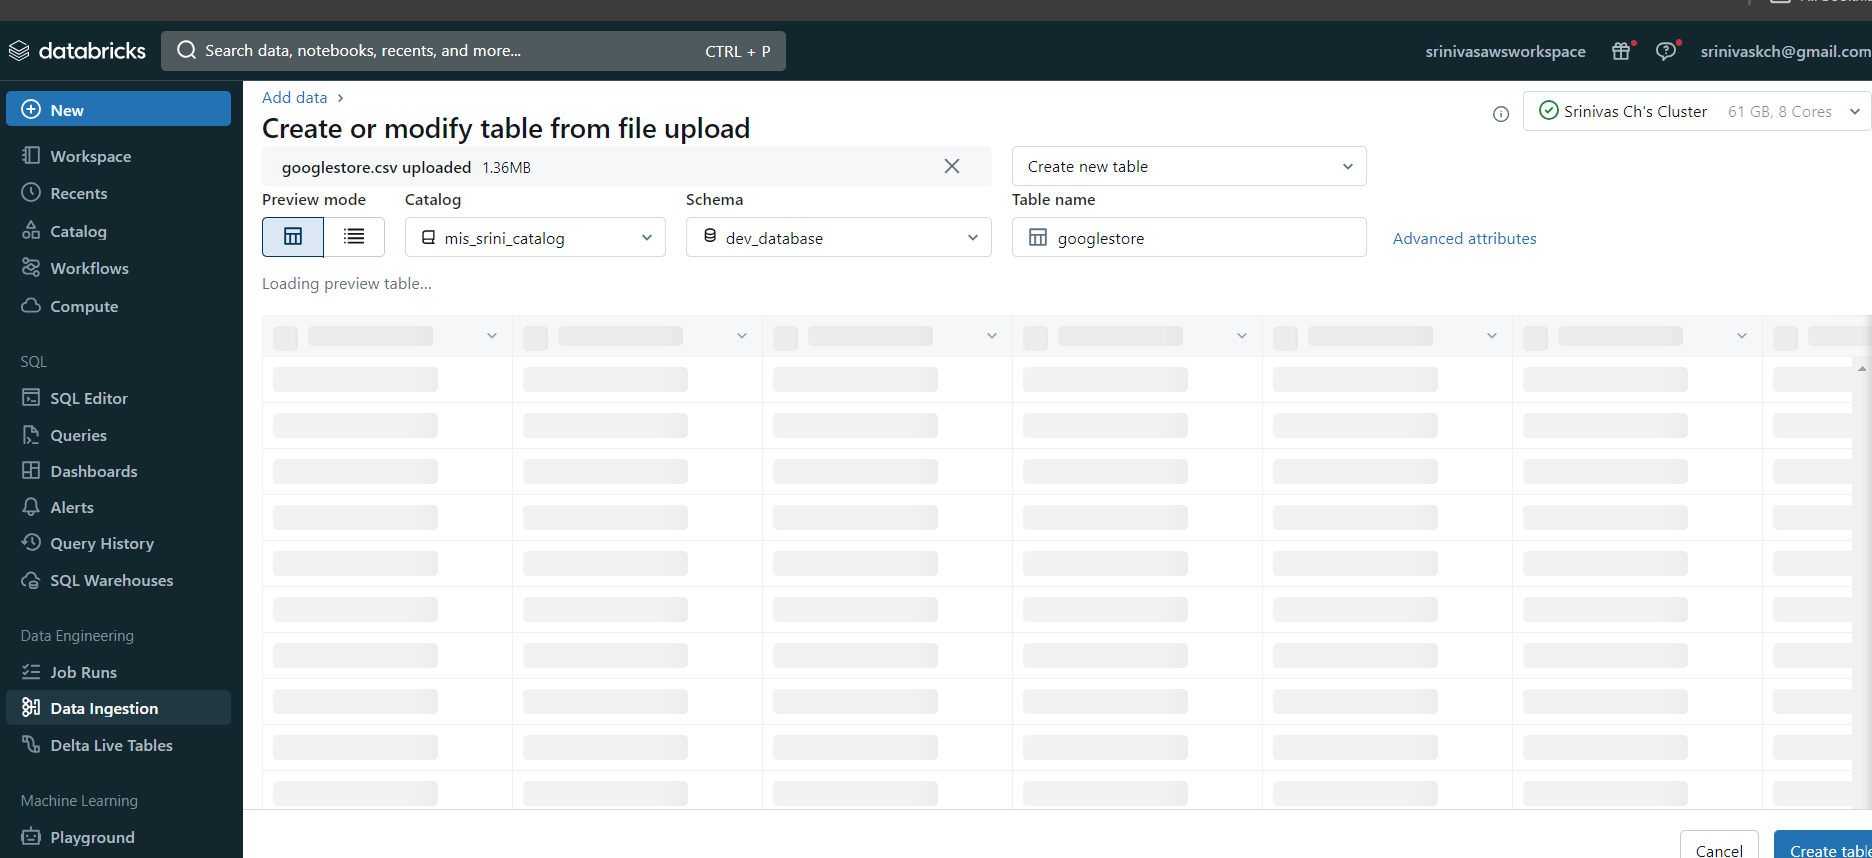 databricks
Search data, notebooks, recents, and more...
CTRL + P
srinivasawsworkspace
srinivaskch@gmail.com
New
Workspace
Recents
Catalog
Workflows
Compute
SQL
SQL Editor
Queries
Dashboards
Alerts
Query History
SQL Warehouses
Data Engineering
Job Runs
Data Ingestion
Delta Live Tables
Machine Learning
Playground
Add data >
Create or modify table from file upload
Srinivas Ch's Cluster 61 GB, 8 Cores
googlestore.csv uploaded 1.36MB
Create new table
Preview mode
Catalog
Schema
Table name
mis_srini_catalog
dev_database
googlestore
Advanced attributes
Loading preview table...
Cancel
Create table